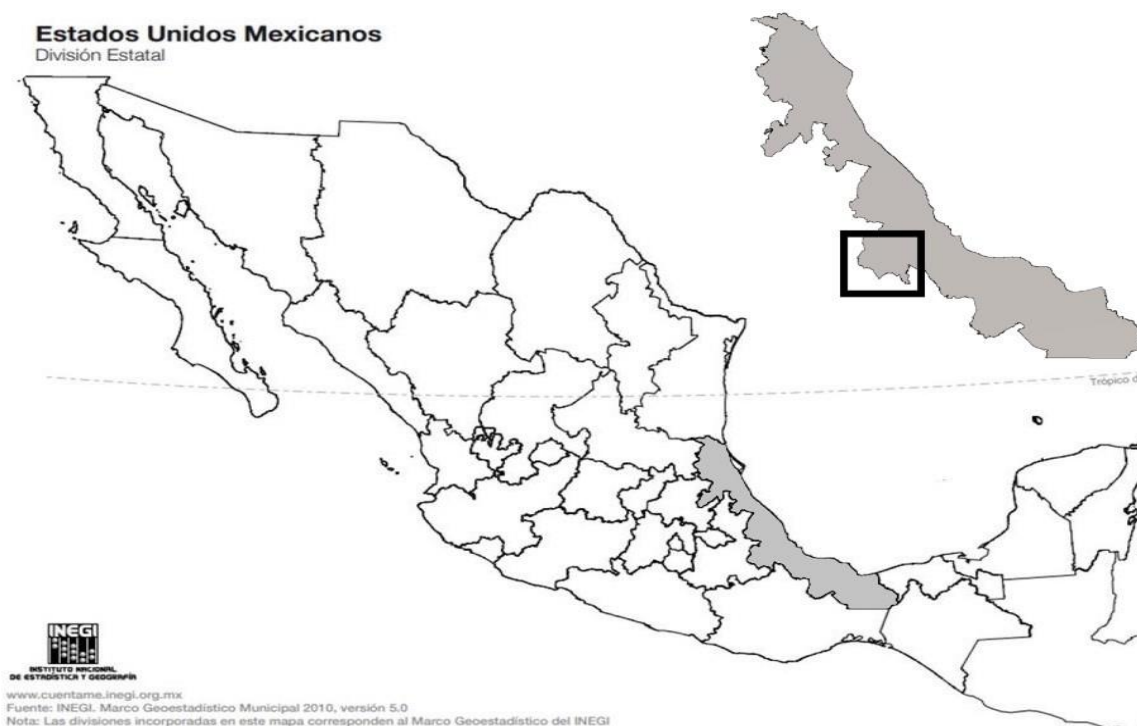 Estados Unidos Mexicanos
División Estatal
Trópico d
INEGI
INSTITUTO NACIONAL
DE ESTADÍSTICA Y GEOGRAFÍA
www.cuentame.inegi.org.mx
Fuente: INEGI. Marco Geoestadístico Municipal 2010, versión 5.0
Nota: Las divisiones incorporadas en este mapa corresponden al Marco Geoestadístico del INEGI